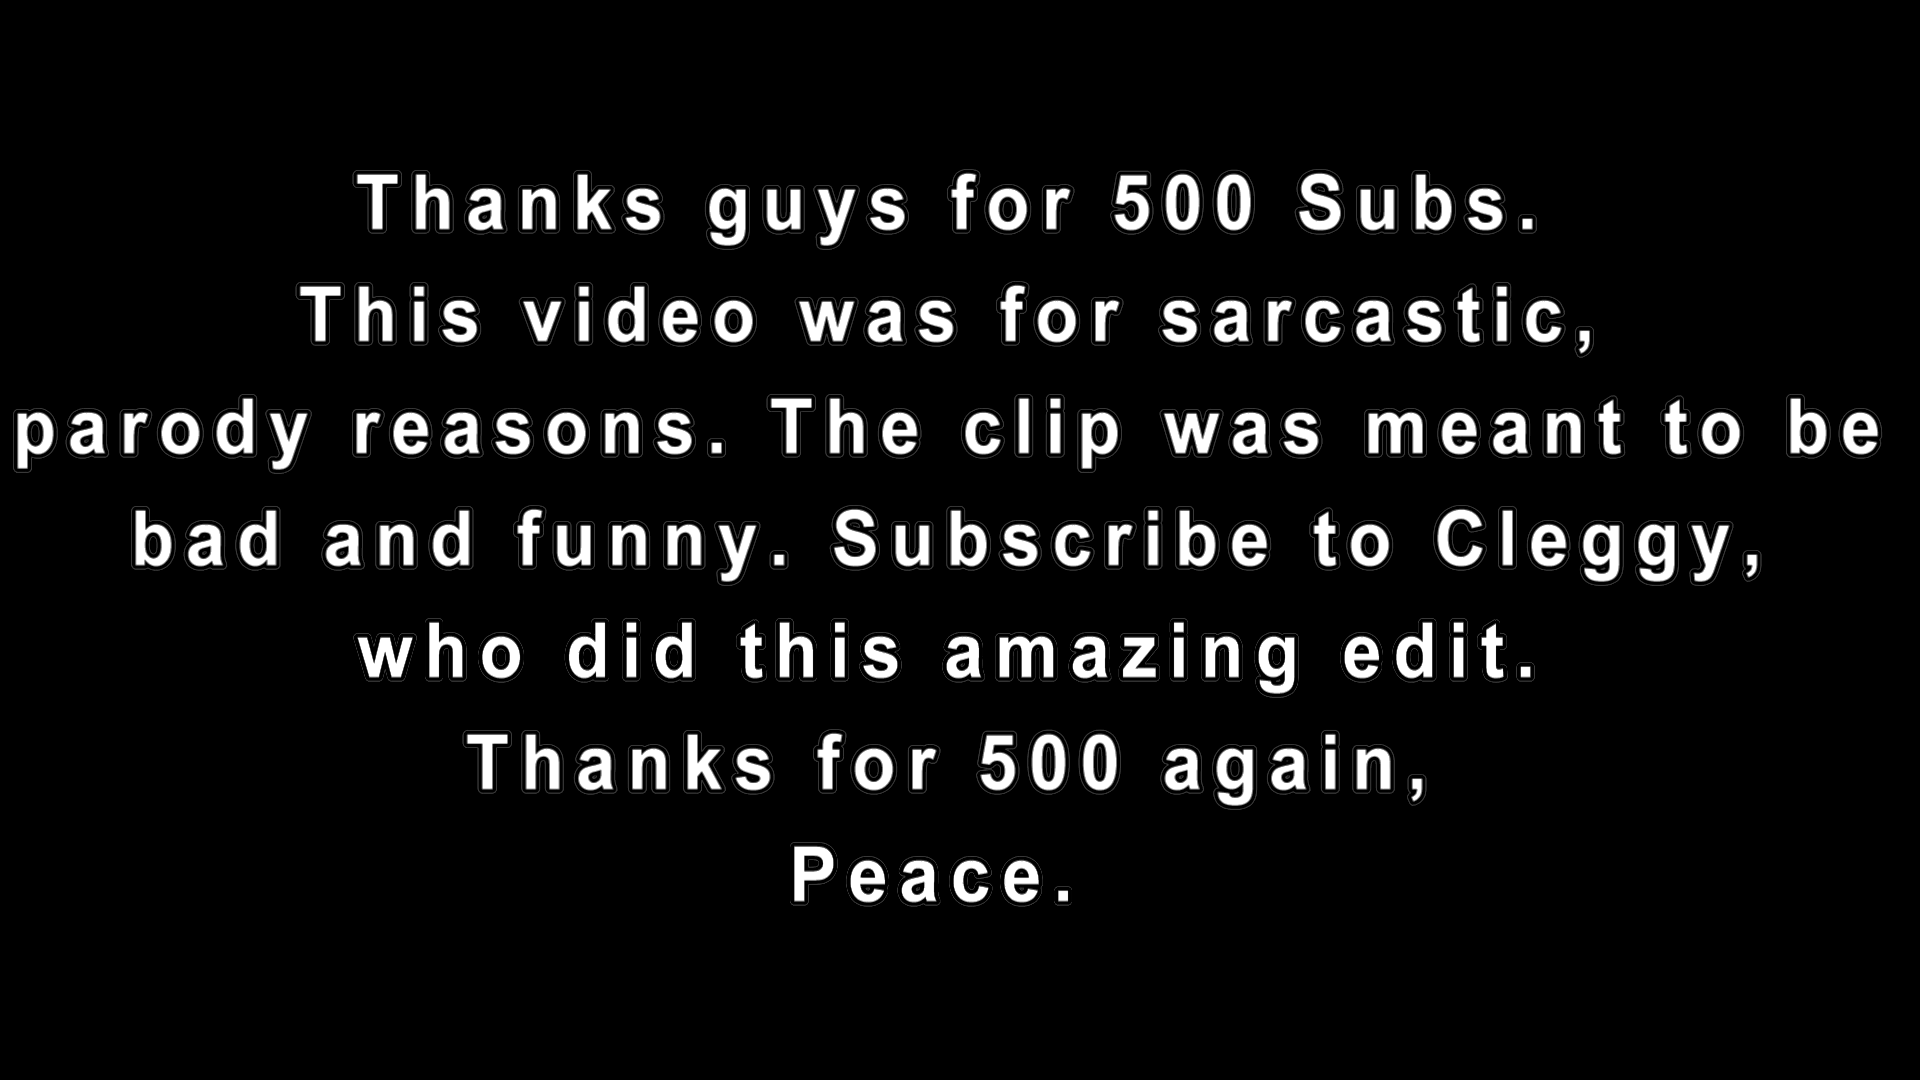 Thanks guys for 500 Subs.
This video was for sarcastic,
parody reasons. The clip was meant to be
bad and funny. Subscribe to Cleggy,
who did this amazing edit.
Thanks for 500 again,
Peace.